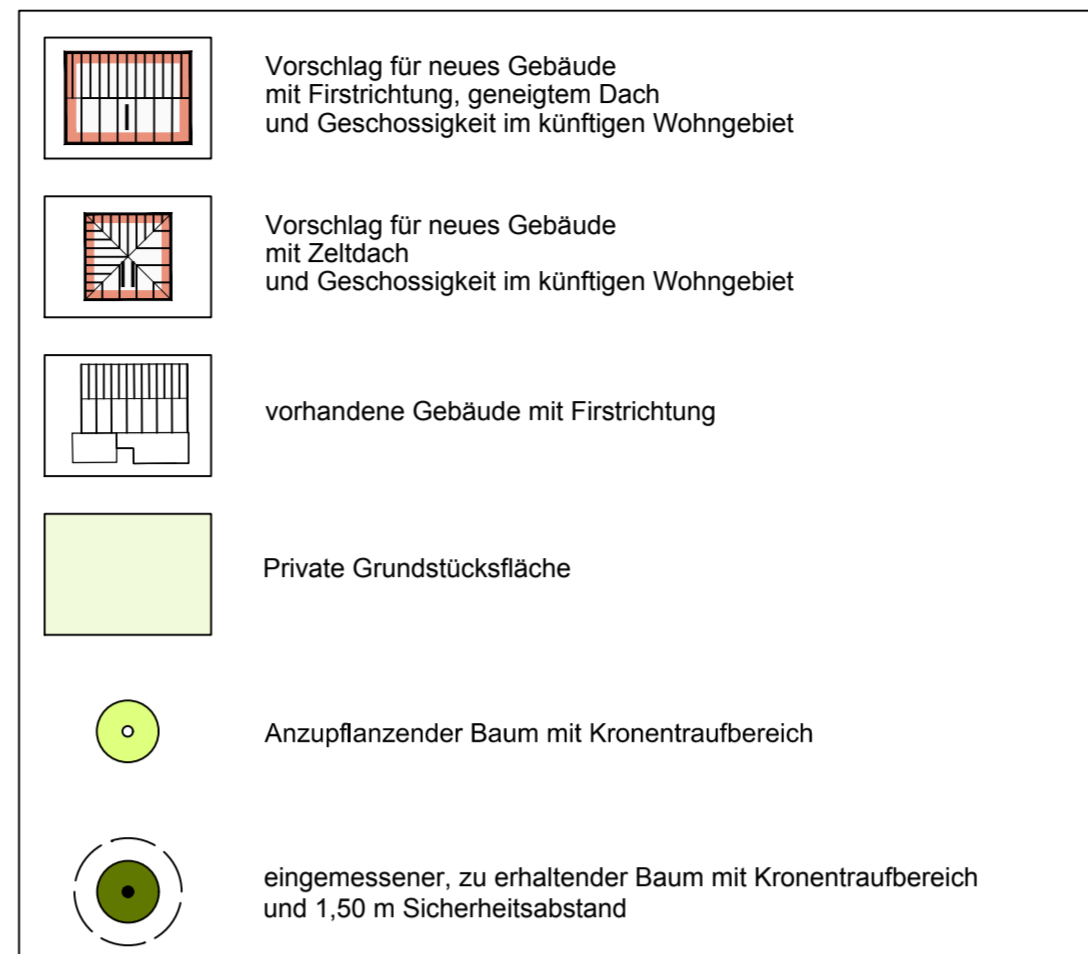 Vorschlag für neues Gebäude
mit Firstrichtung, geneigtem Dach
und Geschossigkeit im künftigen Wohngebiet
I
Vorschlag für neues Gebäude
mit Zeltdach
und Geschossigkeit im künftigen Wohngebiet
II
vorhandene Gebäude mit Firstrichtung
Private Grundstücksfläche
Anzupflanzender Baum mit Kronentraufbereich
eingemessener, zu erhaltender Baum mit Kronentraufbereich
und 1,50 m Sicherheitsabstand